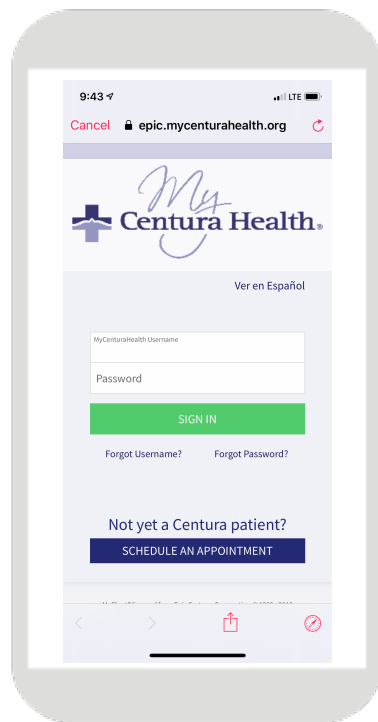 9:43
LTE
Cancel epic.mycenturahealth.org
My
Centura Health®
Ver en Español
MyCenturaHealth Username
Password
SIGN IN
Forgot Username? Forgot Password?
Not yet a Centura patient?
SCHEDULE AN APPOINTMENT